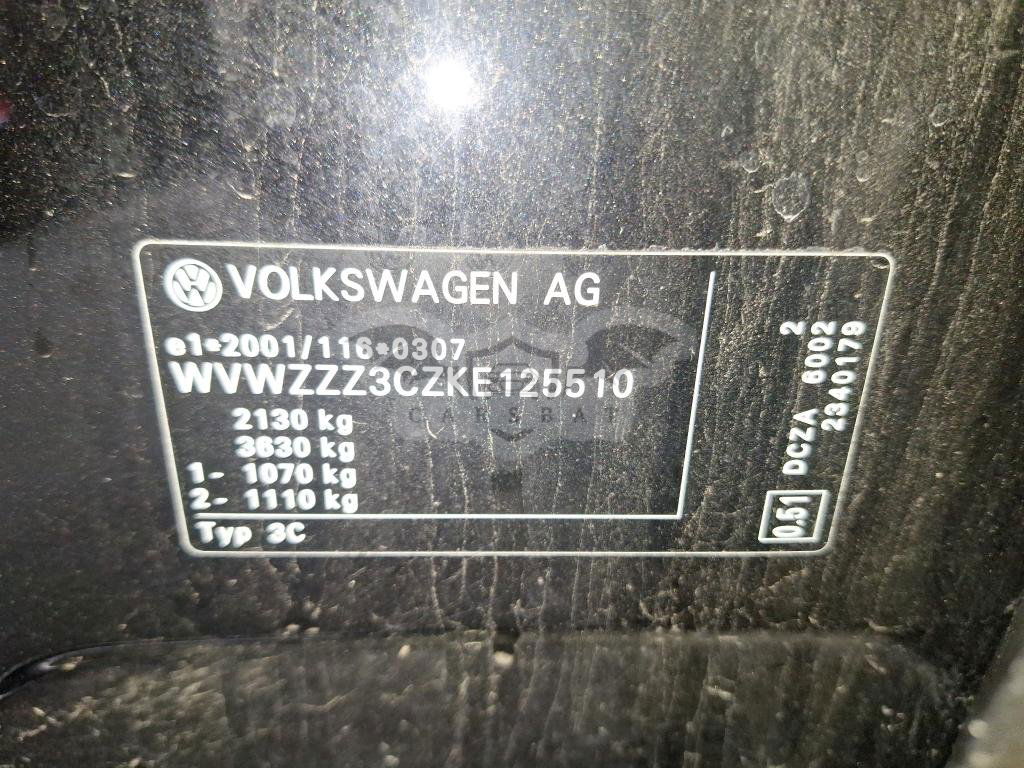 VOLKSWAGEN AG
e1*2001/116*0307
WVWZZZ3CZKE125510
2130 kg
3630 kg
1- 1070 kg
2- 1110 kg
Typ 3C
0.51
DCZA 6002 2
2340179
CARSBAT